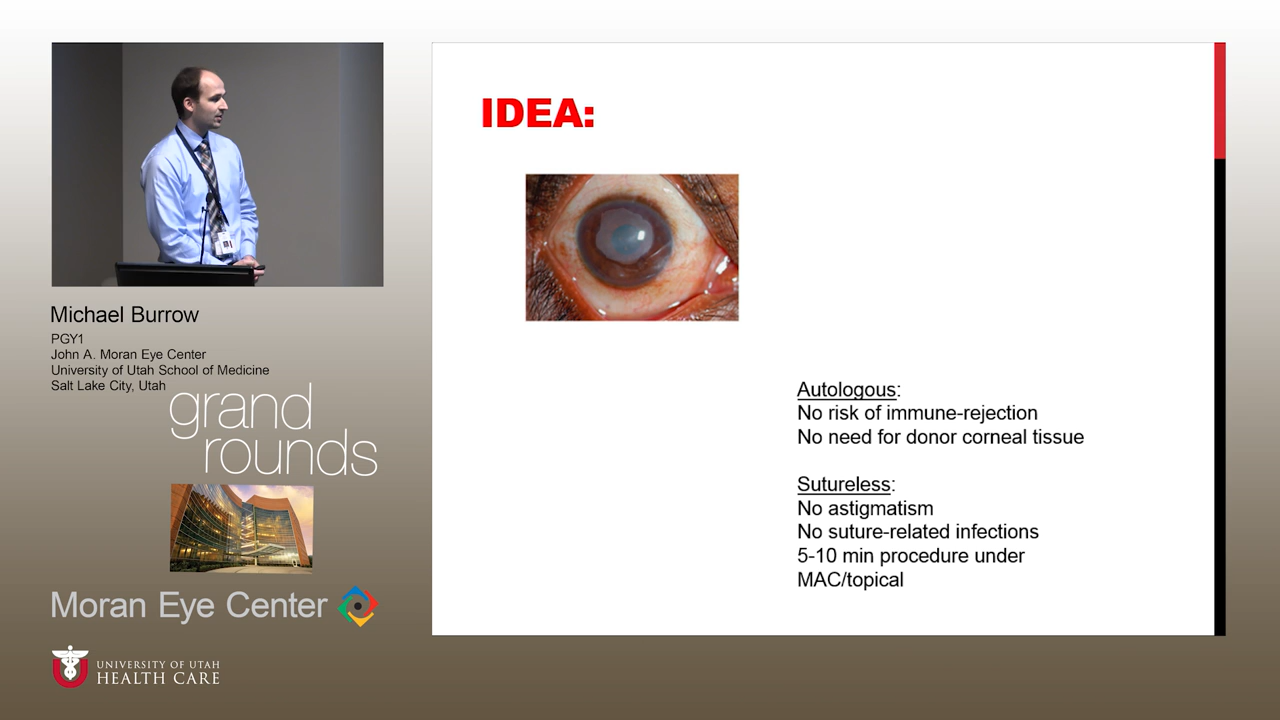 IDEA:
Michael Burrow
PGY1
John A. Moran Eye Center
University of Utah School of Medicine
Salt Lake City, Utah
grand
rounds
Moran Eye Center
UNIVERSITY OF UTAH
HEALTH CARE
Autologous:
No risk of immune-rejection
No need for donor corneal tissue
Sutureless:
No astigmatism
No suture-related infections
5-10 min procedure under
MAC/topical